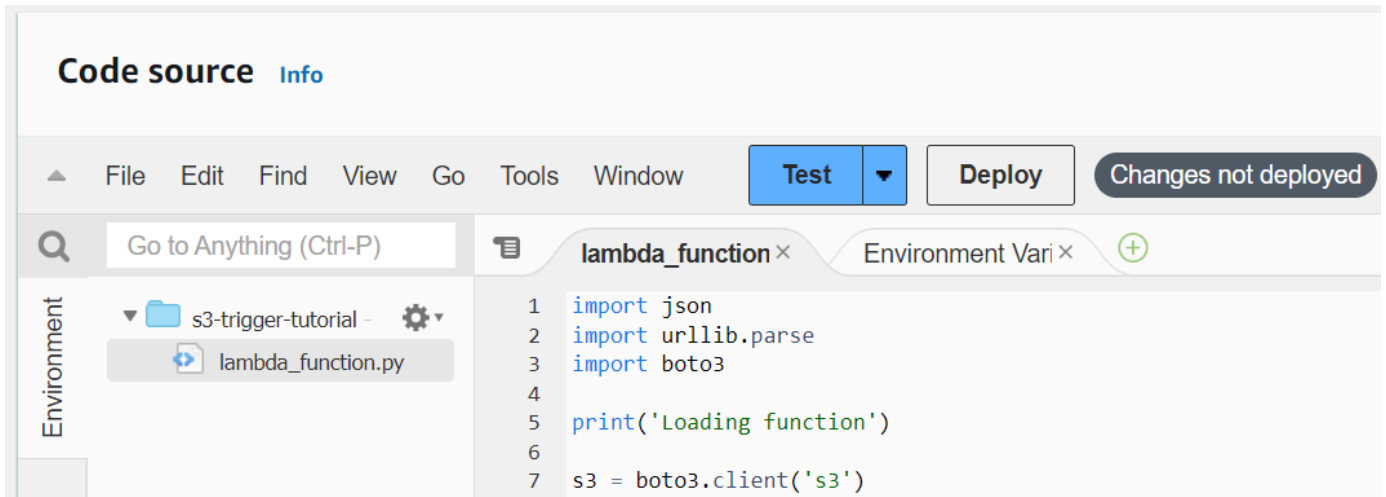 Code source Info
File Edit Find View Go Tools Window Test Deploy Changes not deployed
Go to Anything (Ctrl-P) lambda_function × Environment Vari ×
Environment
s3-trigger-tutorial -
lambda_function.py
1 import json
2 import urllib.parse
3 import boto3
4
5 print('Loading function')
6
7 s3 = boto3.client('s3')